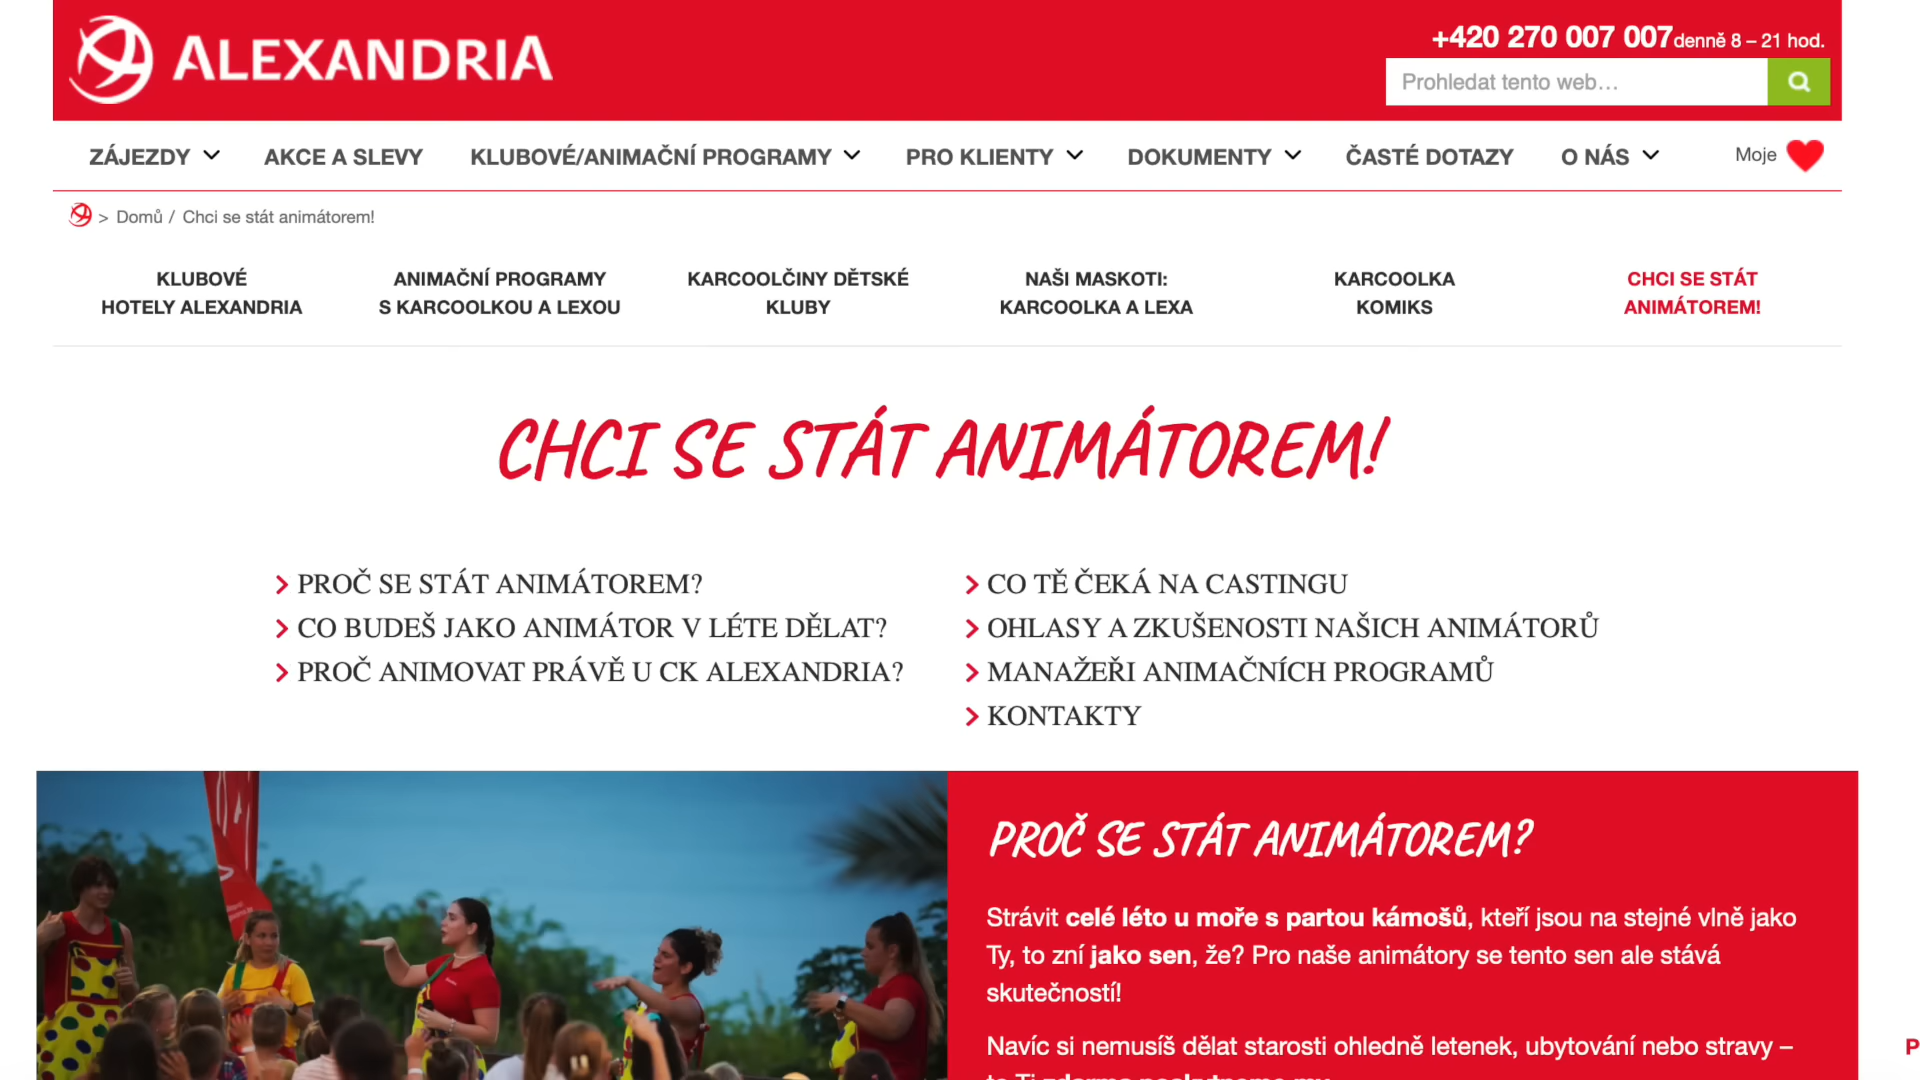 ALEXANDRIA
+420 270 007 007 denně 8 – 21 hod.
Prohledat tento web…
ZÁJEZDY AKCE A SLEVY KLUBOVÉ/ANIMAČNÍ PROGRAMY PRO KLIENTY DOKUMENTY ČASTÉ DOTAZY O NÁS Moje
> Domů / Chci se stát animátorem!
KLUBOVÉ
HOTELY ALEXANDRIA
ANIMAČNÍ PROGRAMY
S KARCOOLKOU A LEXOU
KARCOOLČINY DĚTSKÉ
KLUBY
NAŠI MASKOTI:
KARCOOLKA A LEXA
KARCOOLKA
KOMIKS
CHCI SE STÁT
ANIMÁTOREM!
CHCI SE STÁT ANIMÁTOREM!
PROČ SE STÁT ANIMÁTOREM?
CO BUDEŠ JAKO ANIMÁTOR V LÉTE DĚLAT?
PROČ ANIMOVAT PRÁVĚ U CK ALEXANDRIA?
CO TĚ ČEKÁ NA CASTINGU
OHLASY A ZKUŠENOSTI NAŠICH ANIMÁTORŮ
MANAŽEŘI ANIMAČNÍCH PROGRAMŮ
KONTAKTY
PROČ SE STÁT ANIMÁTOREM?
Strávit celé léto u moře s partou kámošů, kteří jsou na stejné vlně jako
Ty, to zní jako sen, že? Pro naše animátory se tento sen ale stává
skutečností!
Navíc si nemusíš dělat starosti ohledně letenek, ubytování nebo stravy –
to Ti zdarma poskytneme my.
P